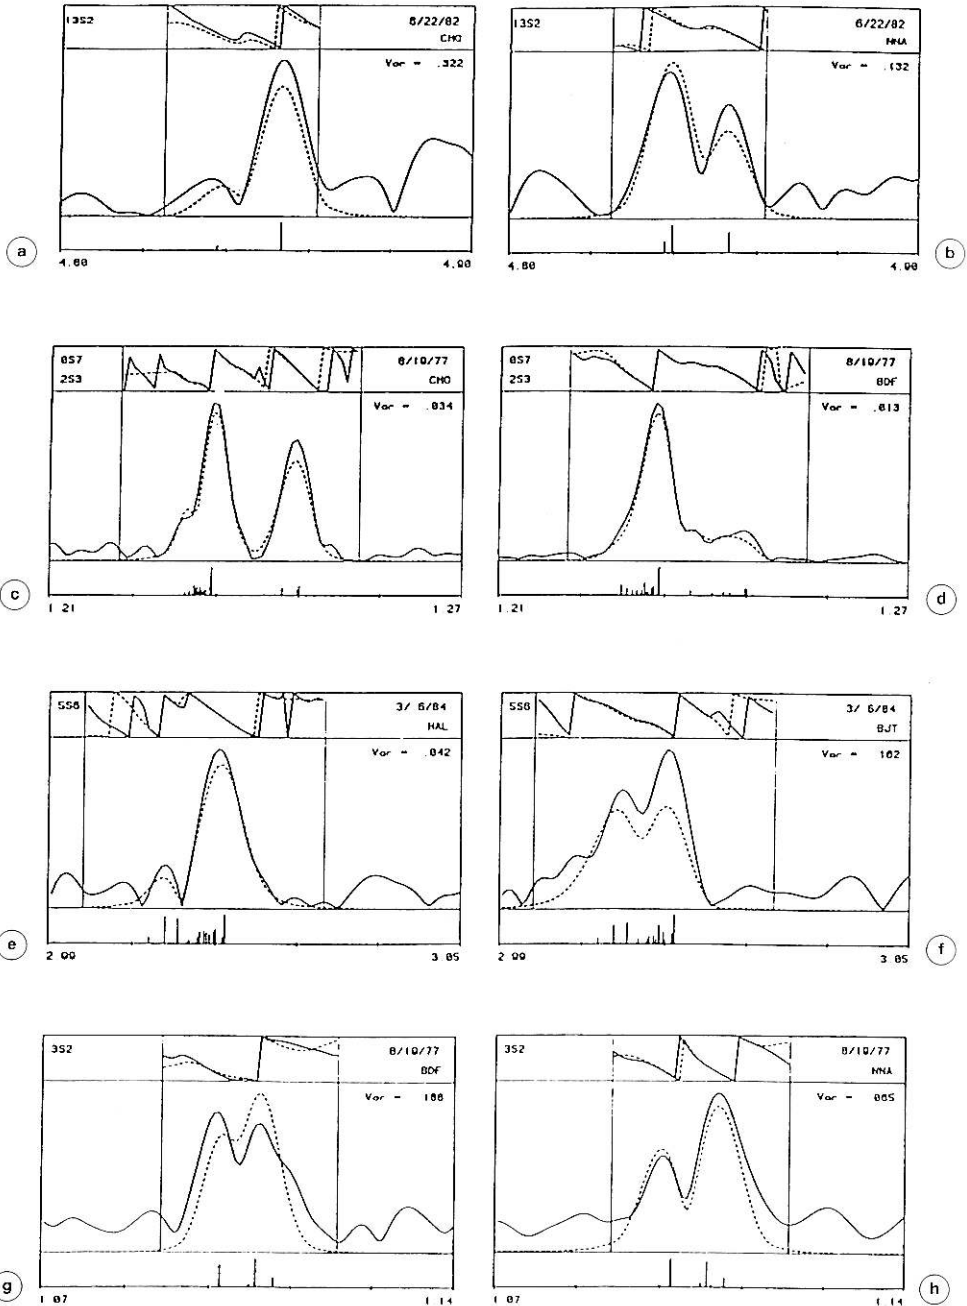 13S2 6/22/82 13S2 6/22/82
CMO NNA
Var = .322 Var = .132
a b
4.80 4.90 4.80 4.90
0S7 8/19/77 0S7 8/19/77
2S3 CMO 2S3 BDF
Var = .034 Var = .013
c d
1.21 1.27 1.21 1.27
5S6 3/ 6/84 5S6 3/ 6/84
HAL BJT
Var = .042 Var = 162
e f
2 99 3 05 2 99 3 05
3S2 8/19/77 3S2 8/19/77
BDF NNA
Var = 166 Var = 065
g h
1 07 1 14 1 07 1 14